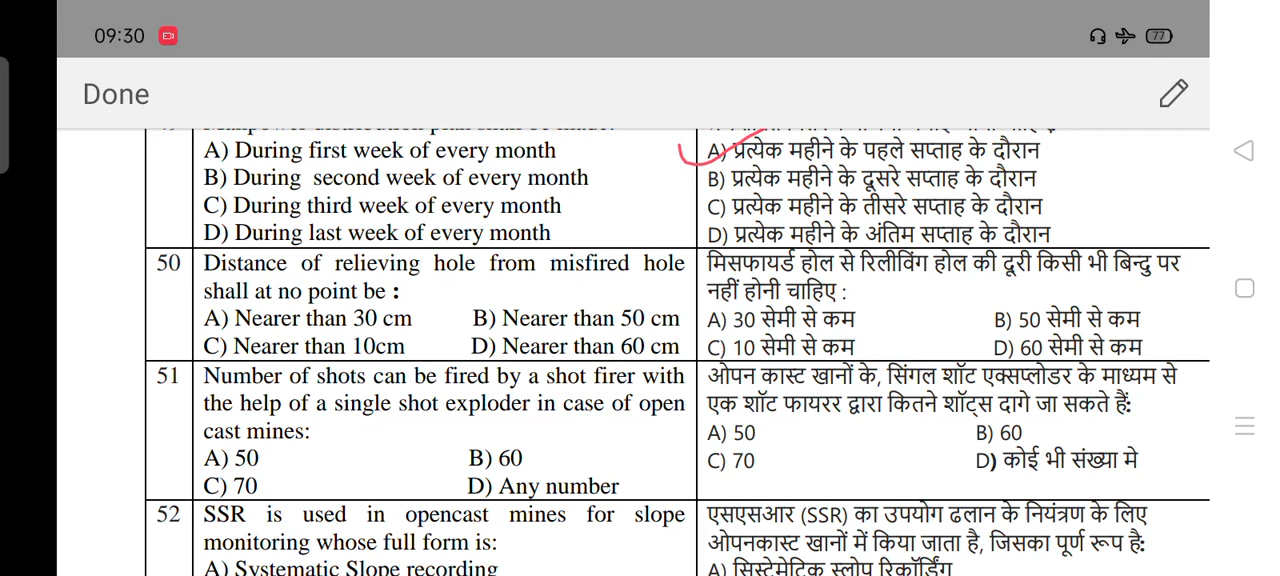 09:30
77
Done
A) During first week of every month
B) During second week of every month
C) During third week of every month
D) During last week of every month
A) प्रत्येक महीने के पहले सप्ताह के दौरान
B) प्रत्येक महीने के दूसरे सप्ताह के दौरान
C) प्रत्येक महीने के तीसरे सप्ताह के दौरान
D) प्रत्येक महीने के अंतिम सप्ताह के दौरान
50
Distance of relieving hole from misfired hole
shall at no point be :
A) Nearer than 30 cm B) Nearer than 50 cm
C) Nearer than 10cm D) Nearer than 60 cm
मिसफायर्ड होल से रिलीविंग होल की दूरी किसी भी बिन्दु पर
नहीं होनी चाहिए :
A) 30 सेमी से कम B) 50 सेमी से कम
C) 10 सेमी से कम D) 60 सेमी से कम
51
Number of shots can be fired by a shot firer with
the help of a single shot exploder in case of open
cast mines:
A) 50 B) 60
C) 70 D) Any number
ओपन कास्ट खानों के, सिंगल शॉट एक्सप्लोडर के माध्यम से
एक शॉट फायरर द्वारा कितने शॉट्स दागे जा सकते हैं:
A) 50 B) 60
C) 70 D) कोई भी संख्या मे
52
SSR is used in opencast mines for slope
monitoring whose full form is:
A) Systematic Slope recording
एसएसआर (SSR) का उपयोग ढलान के नियंत्रण के लिए
ओपनकास्ट खानों में किया जाता है, जिसका पूर्ण रूप है:
A) सिस्टेमेटिक स्लोप रिकॉर्डिंग